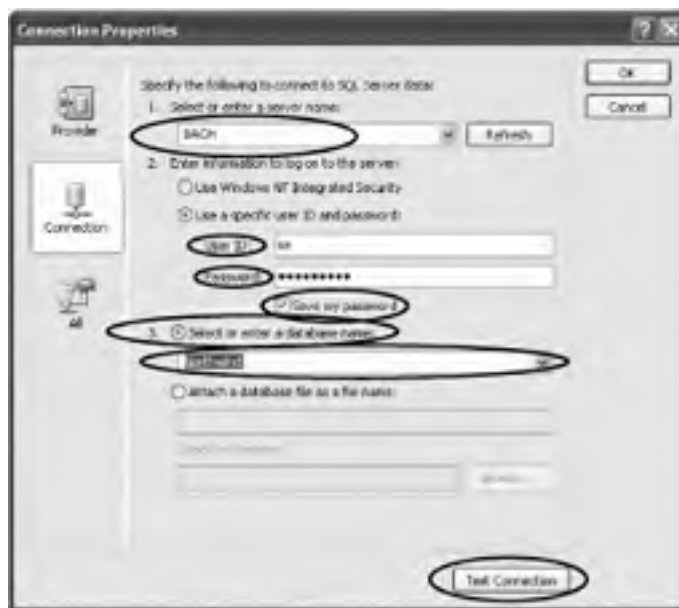 Connection Properties
OK
Cancel
Provider
Connection
All
Specify the following to connect to SQL Server data:
1. Select or enter a server name:
BACH
Refresh
2. Enter information to log on to the server:
Use Windows NT Integrated Security
Use a specific user ID and password:
User ID:
sa
Password:
•••••••••
Save my password
3. Select or enter a database name:
Attach a database file as a file name:
Test Connection